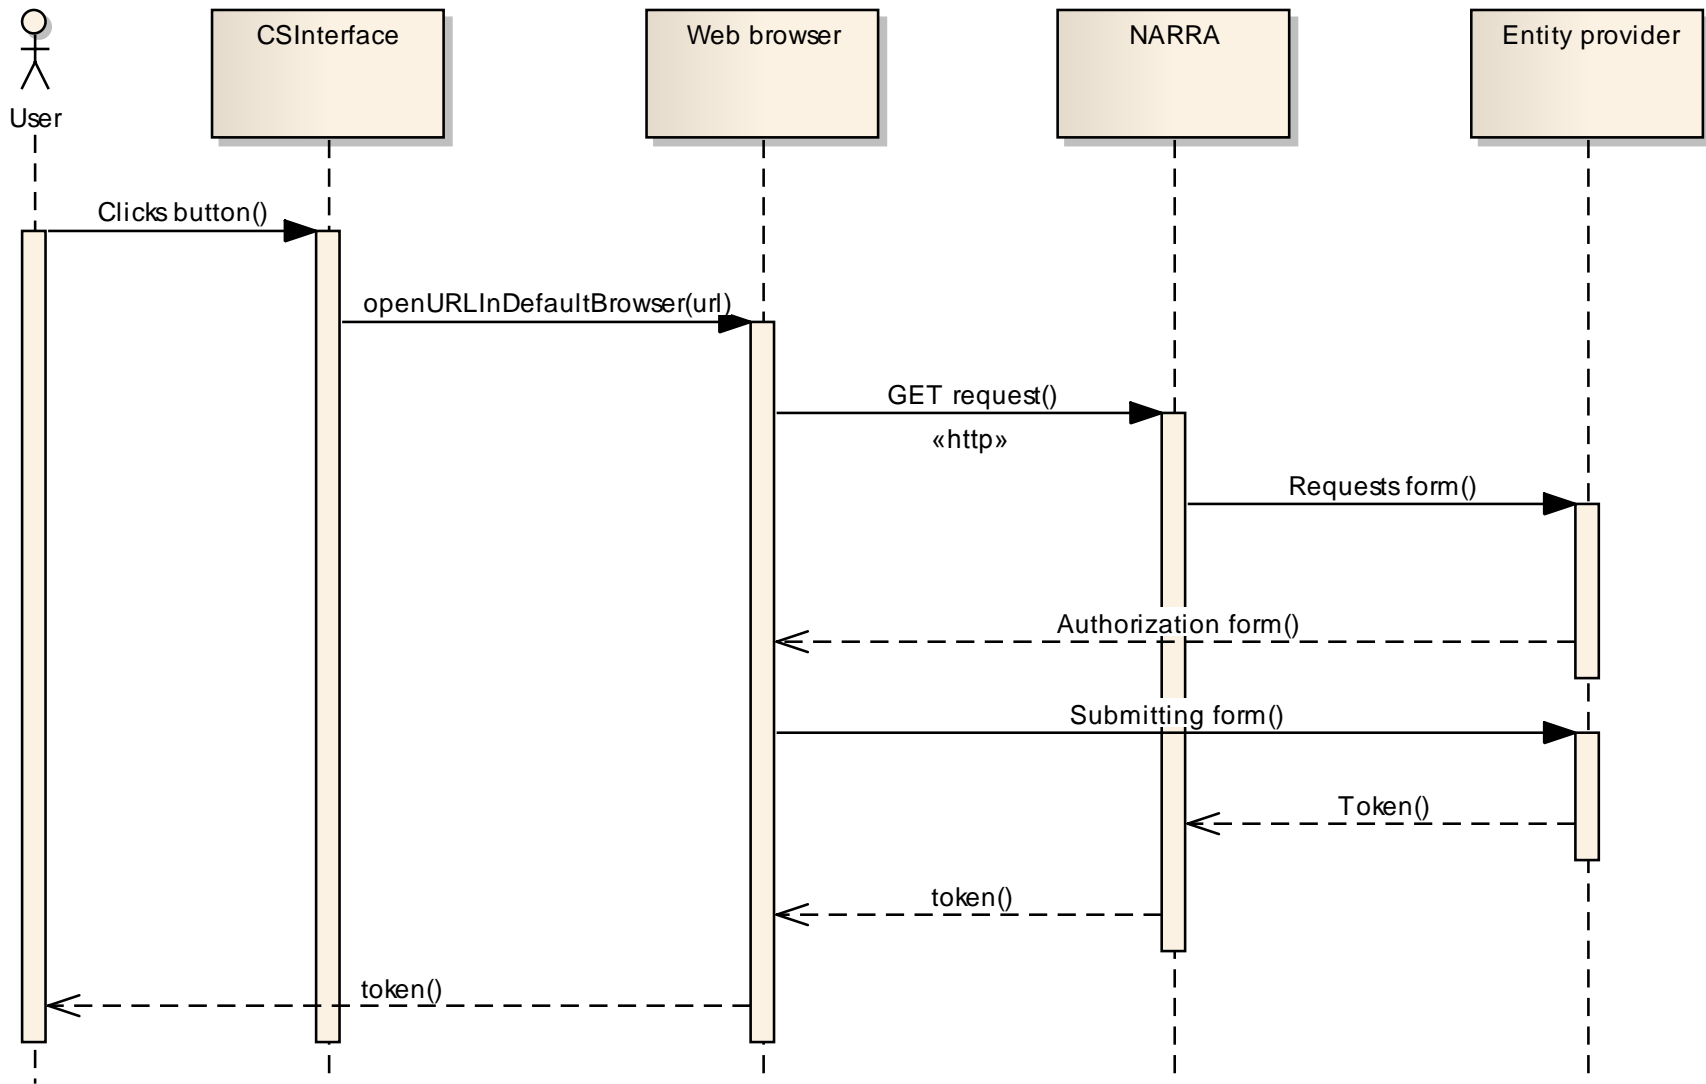 User
CSInterface
Web browser
NARRA
Entity provider
Clicks button()
openURLInDefaultBrowser(url)
GET request()
«http»
Requests form()
Authorization form()
Submitting form()
Token()
token()
token()